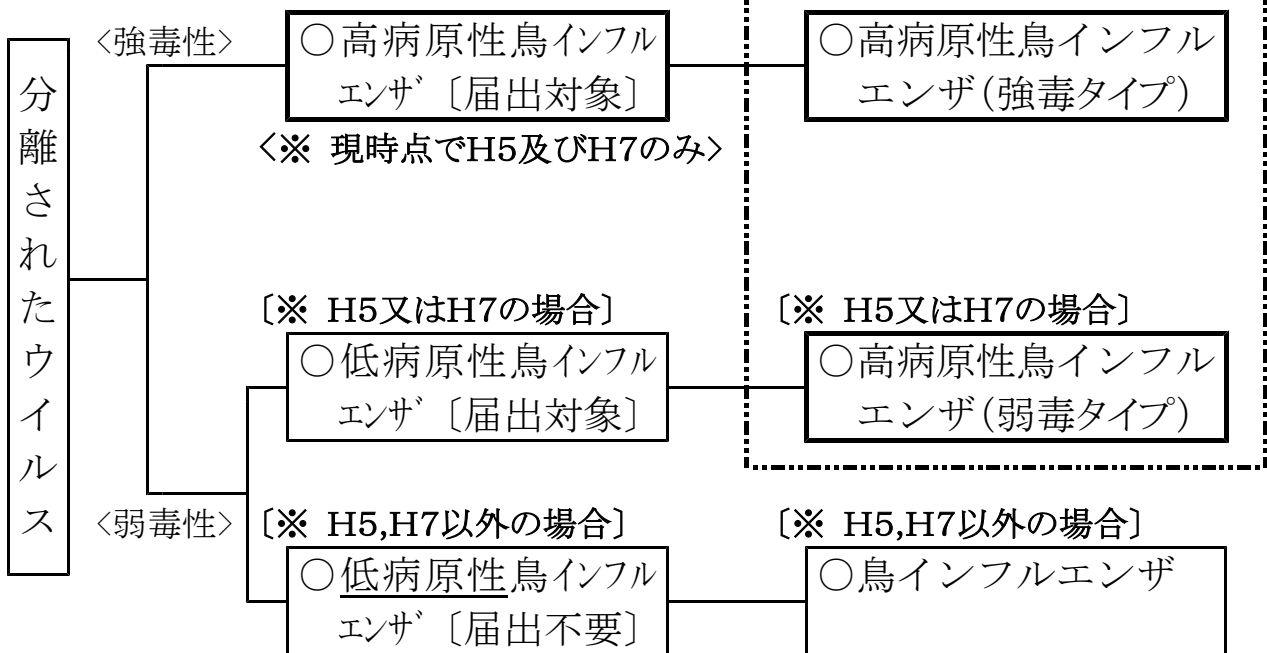 分離されたウイルス
<強毒性>
○高病原性鳥インフル
エンザ〔届出対象〕
○高病原性鳥インフル
エンザ(強毒タイプ)
<※ 現時点でH5及びH7のみ>
〔※ H5又はH7の場合〕
〔※ H5又はH7の場合〕
○低病原性鳥インフル
エンザ〔届出対象〕
○高病原性鳥インフル
エンザ(弱毒タイプ)
<弱毒性>
〔※ H5,H7以外の場合〕
〔※ H5,H7以外の場合〕
○低病原性鳥インフル
エンザ〔届出不要〕
○鳥インフルエンザ